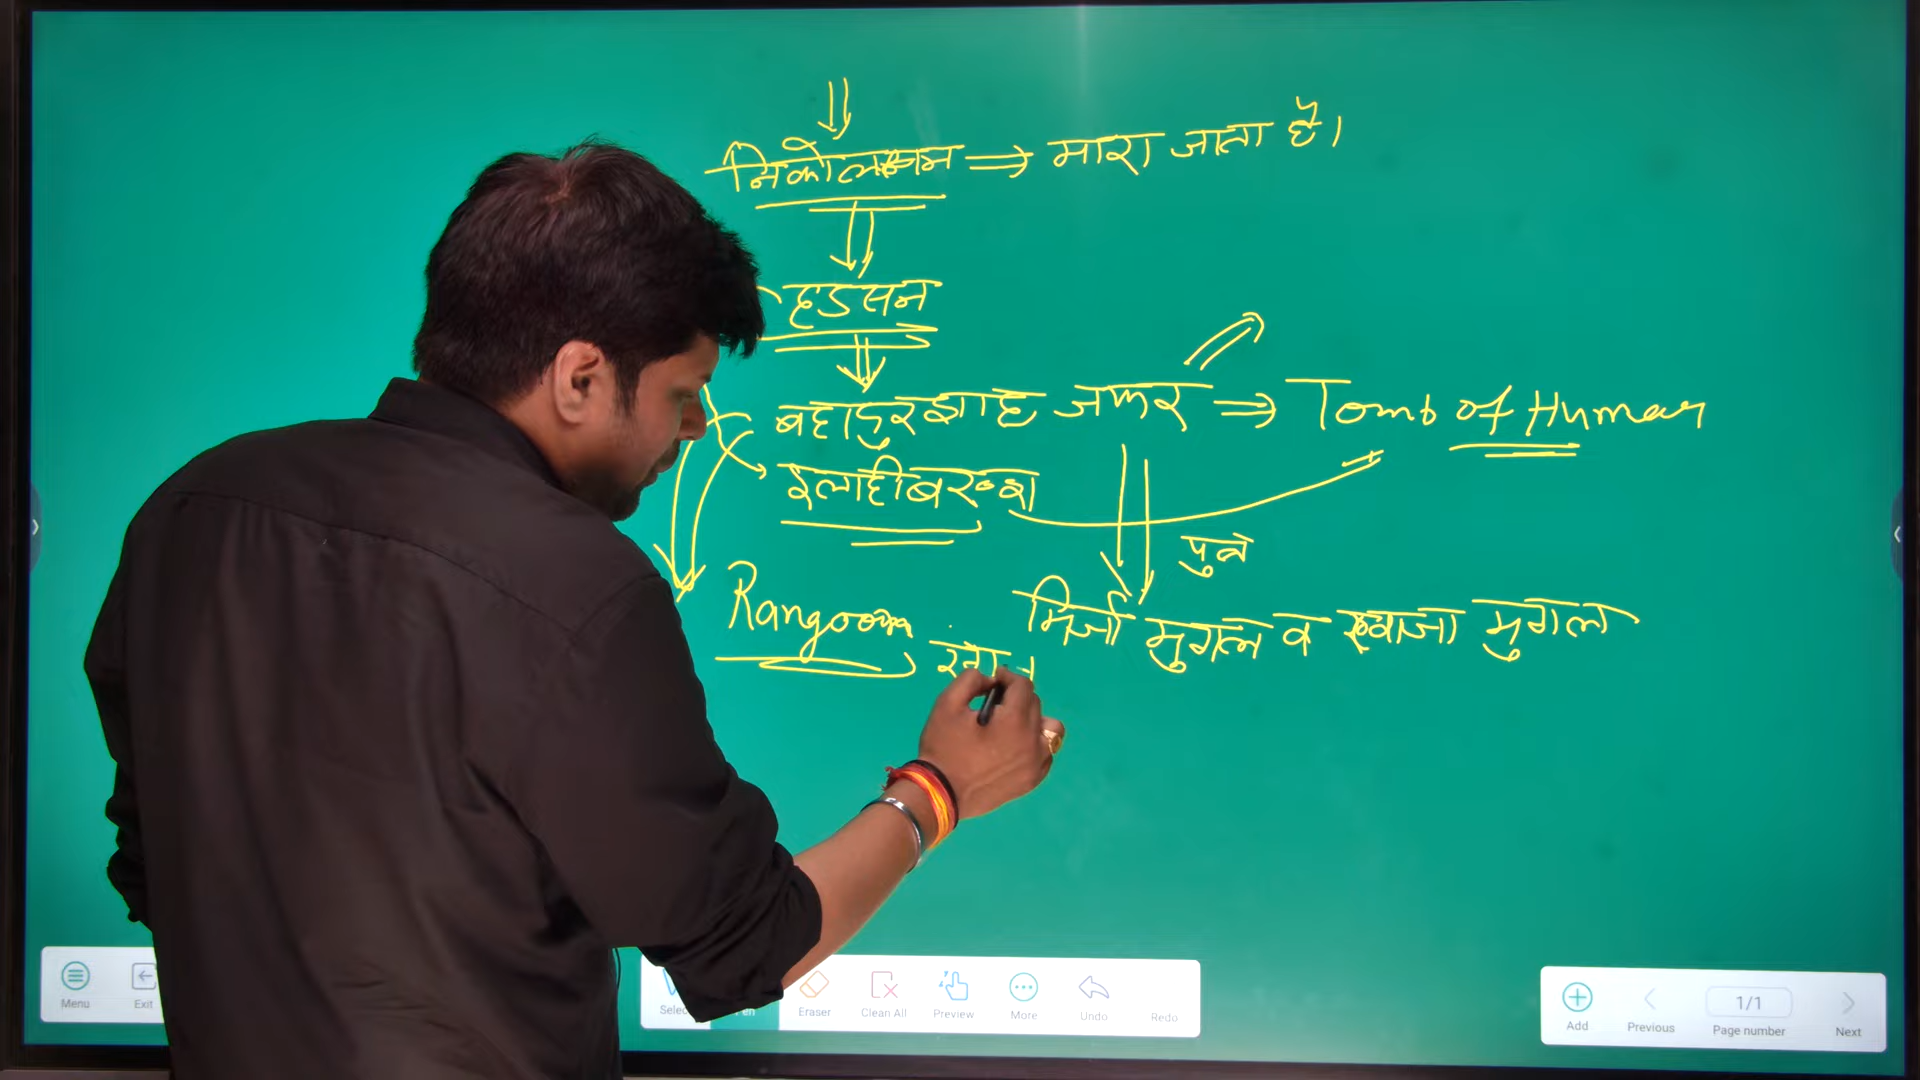 निकोलसन ⇒ मारा जाता है।
हडसन
बहादुरशाह जफर ⇒ Tomb of Humar
इलाहीबख्श
पुत्र
Rangoon
मिर्जा मुगल व ख्वाजा मुगल
Menu
Exit
Eraser
Clean All
Preview
More
Undo
Redo
Add
Previous
1/1
Page number
Next